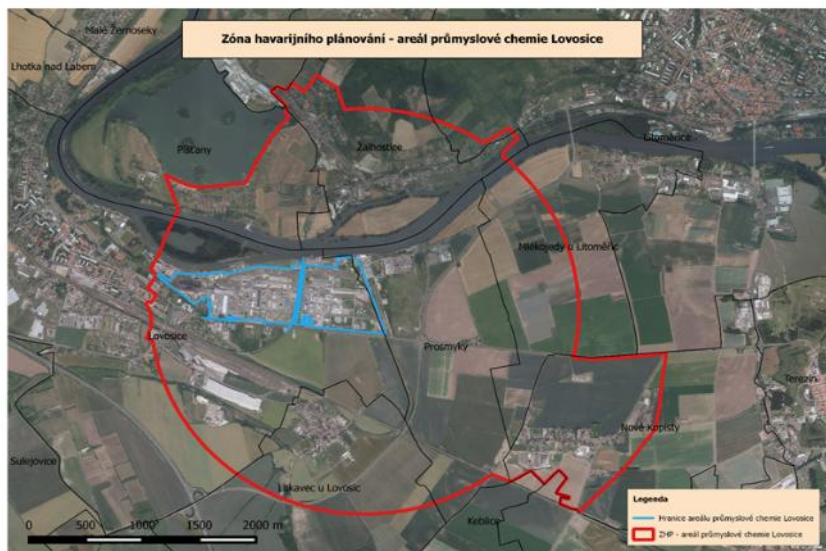 Zóna havarijního plánování - areál průmyslové chemie Lovosice
Malé Žernoseky
Lhotka nad Labem
Píšťany
Žalhostice
Litoměřice
Mlékojedy u Litoměřic
Lovosice
Prosmyky
Terezín
Nové Kopisty
Sulejovice
Lukavec u Lovosic
Keblice
0 500 1000 1500 2000 m
Legenda
Hranice areálu průmyslové chemie Lovosice
ZHP - areál průmyslové chemie Lovosice